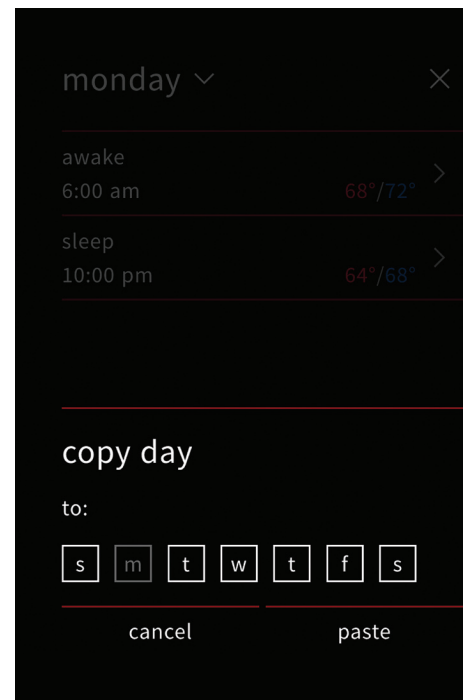 monday
awake
6:00 am 68°/72°
sleep
10:00 pm 64°/68°
copy day
to:
s m t w t f s
cancel paste